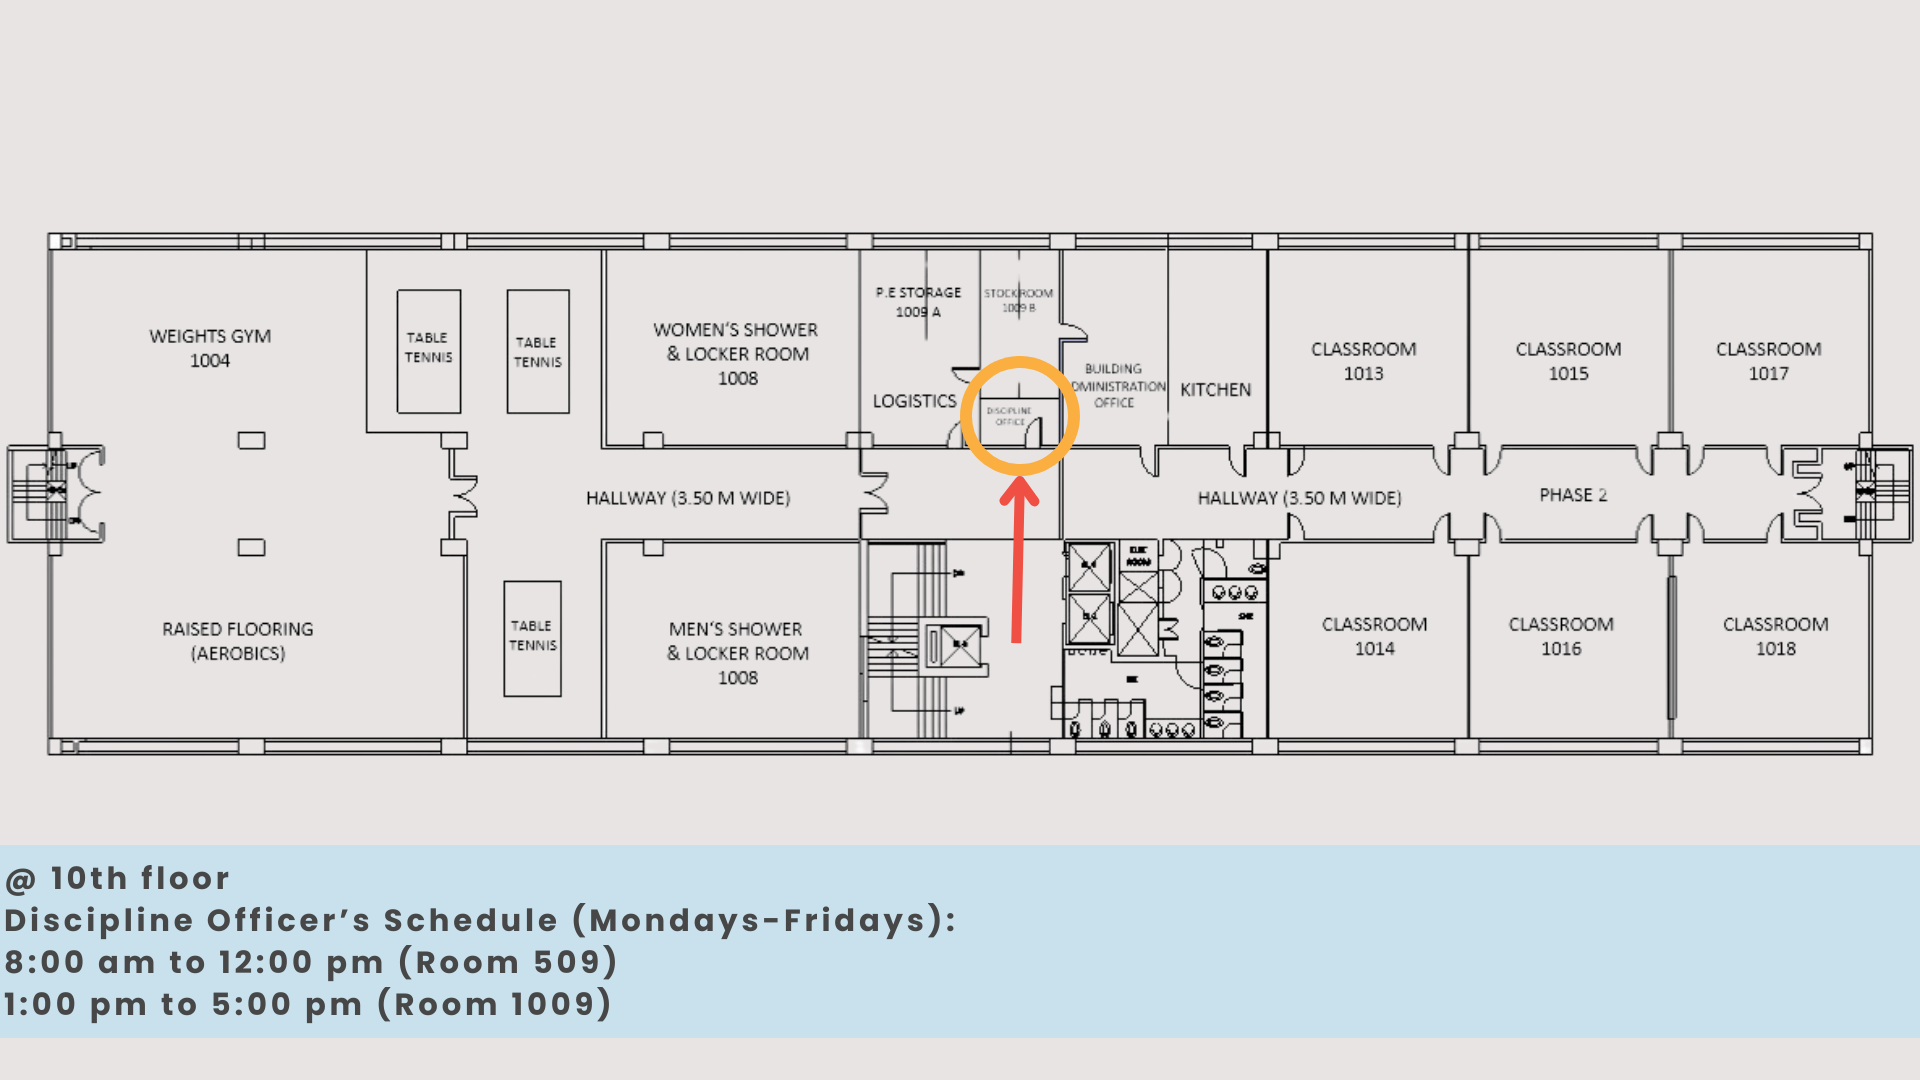 WEIGHTS GYM
1004
TABLE
TENNIS
TABLE
TENNIS
WOMEN'S SHOWER
& LOCKER ROOM
1008
P.E STORAGE
1009 A
STOCKROOM
1009 B
LOGISTICS
DISCIPLINE
OFFICE
BUILDING
DMINISTRATION
OFFICE
KITCHEN
CLASSROOM
1013
CLASSROOM
1015
CLASSROOM
1017
HALLWAY (3.50 M WIDE)
HALLWAY (3.50 M WIDE)
PHASE 2
RAISED FLOORING
(AEROBICS)
TABLE
TENNIS
MEN'S SHOWER
& LOCKER ROOM
1008
CLASSROOM
1014
CLASSROOM
1016
CLASSROOM
1018
@ 10th floor
Discipline Officer’s Schedule (Mondays-Fridays):
8:00 am to 12:00 pm (Room 509)
1:00 pm to 5:00 pm (Room 1009)